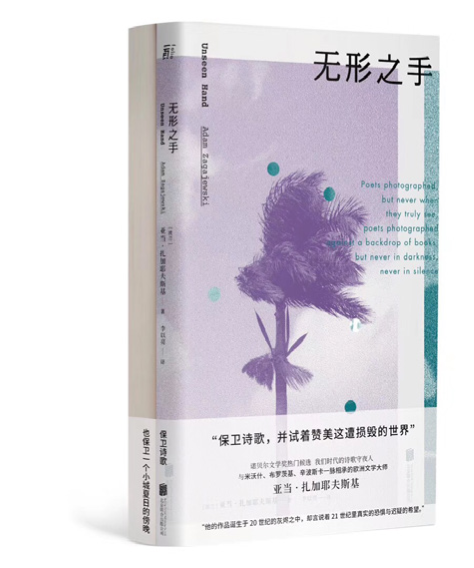 无形之手
Unseen Hand
Adam Zagajewski
Poets photographed,
but never when
they truly see,
poets photographed
against a backdrop of books,
but never in darkness,
never in silence
“保卫诗歌，并试着赞美这遭损毁的世界”
诺贝尔文学奖热门候选 我们时代的诗歌守夜人
与米沃什、布罗茨基、辛波斯卡一脉相承的欧洲文学大师
亚当·扎加耶夫斯基
“他的作品诞生于 20 世纪的灰烬之中，却言说着 21 世纪里真实的恐惧与迟疑的希望。”
无形之手
Unseen Hand
Adam Zagajewski
亚当·扎加耶夫斯基
著
李以亮
译
保卫诗歌
也保卫一个小城夏日的傍晚